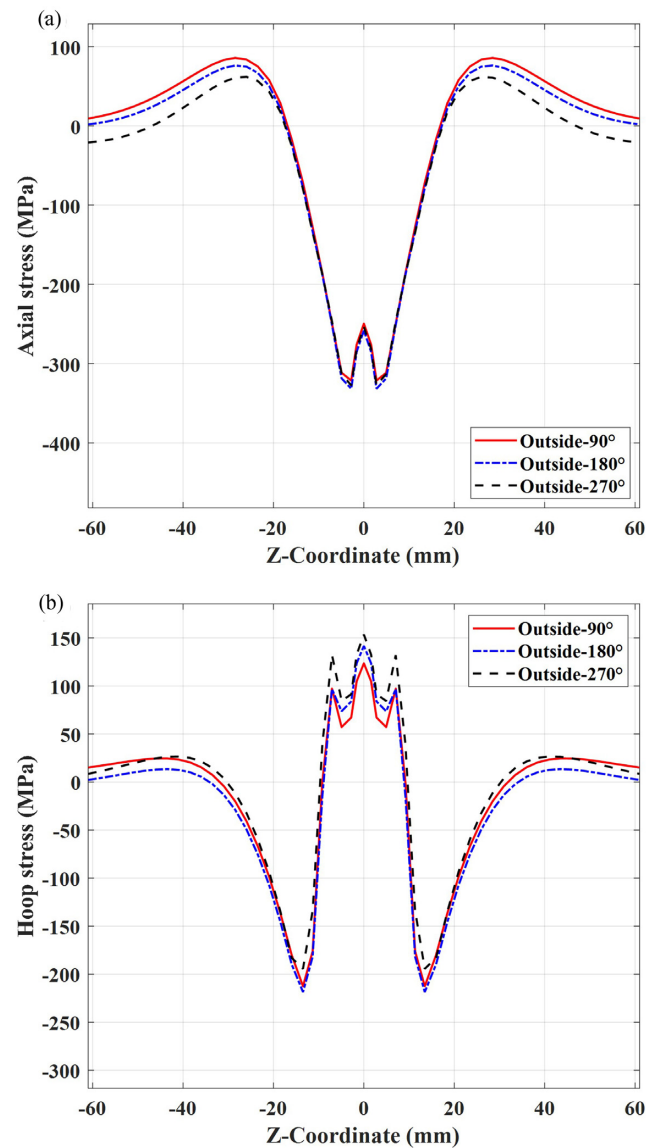 (a)
100
0
-100
-200
-300
-400
Axial stress (MPa)
Outside-90°
Outside-180°
Outside-270°
-60 -40 -20 0 20 40 60
Z-Coordinate (mm)
(b)
150
100
50
0
-50
-100
-150
-200
-250
-300
Hoop stress (MPa)
Outside-90°
Outside-180°
Outside-270°
-60 -40 -20 0 20 40 60
Z-Coordinate (mm)